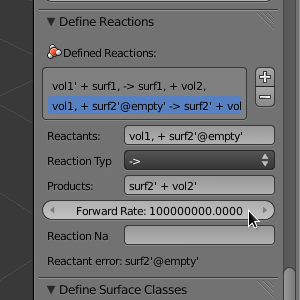 Define Reactions
Defined Reactions:
vol1' + surf1, -> surf1, + vol2,
vol1, + surf2'@empty' -> surf2' + vol
Reactants: vol1, + surf2'@empty'
Reaction Typ ->
Products: surf2' + vol2'
Forward Rate: 100000000.0000
Reaction Na
Reactant error: surf2'@empty'
Define Surface Classes